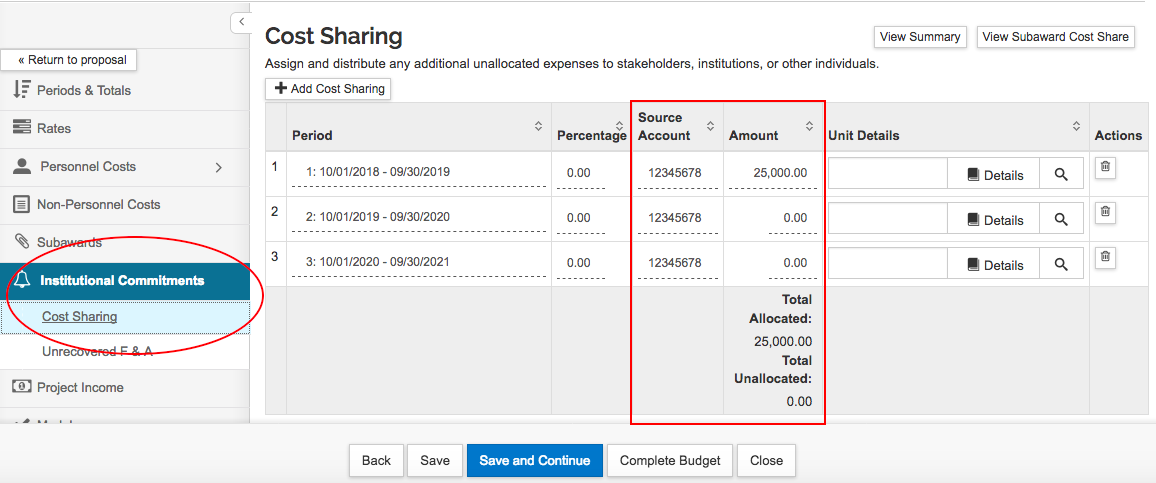 Cost Sharing
View Summary
View Subaward Cost Share
« Return to proposal
Assign and distribute any additional unallocated expenses to stakeholders, institutions, or other individuals.
Periods & Totals
Add Cost Sharing
Rates
Period
Percentage
Source
Account
Amount
Unit Details
Actions
Personnel Costs
1 1: 10/01/2018 - 09/30/2019 0.00 12345678 25,000.00 Details
Non-Personnel Costs
2 2: 10/01/2019 - 09/30/2020 0.00 12345678 0.00 Details
Subawards
3 3: 10/01/2020 - 09/30/2021 0.00 12345678 0.00 Details
Institutional Commitments
Cost Sharing
Unrecovered F & A
Project Income
Total
Allocated:
25,000.00
Total
Unallocated:
0.00
Back
Save
Save and Continue
Complete Budget
Close